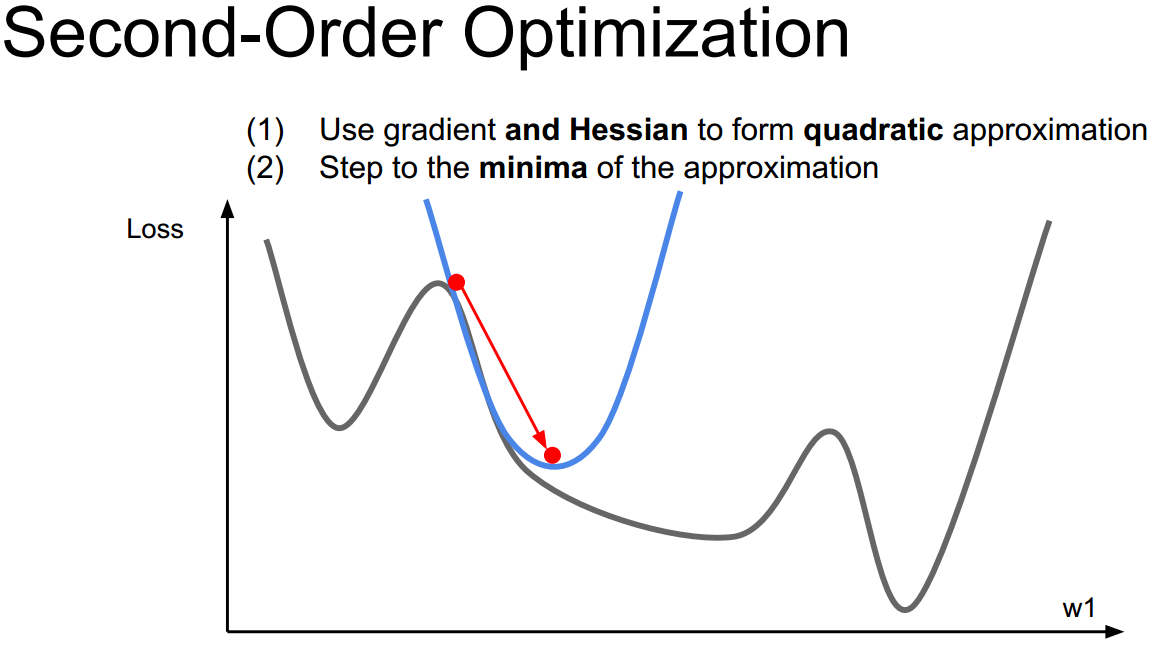 Second-Order Optimization
(1) Use gradient and Hessian to form quadratic approximation
(2) Step to the minima of the approximation
Loss
w1